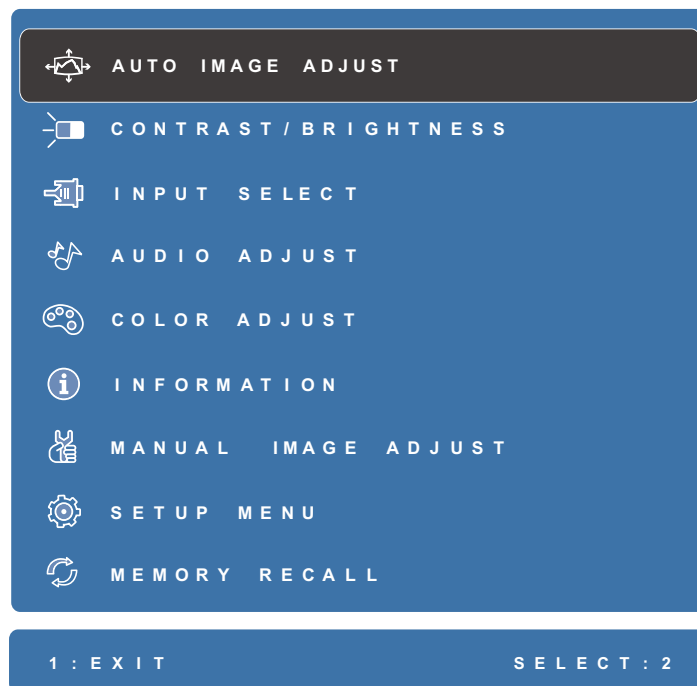 AUTO IMAGE ADJUST
CONTRAST/BRIGHTNESS
INPUT SELECT
AUDIO ADJUST
COLOR ADJUST
INFORMATION
MANUAL IMAGE ADJUST
SETUP MENU
MEMORY RECALL
1:EXIT SELECT:2